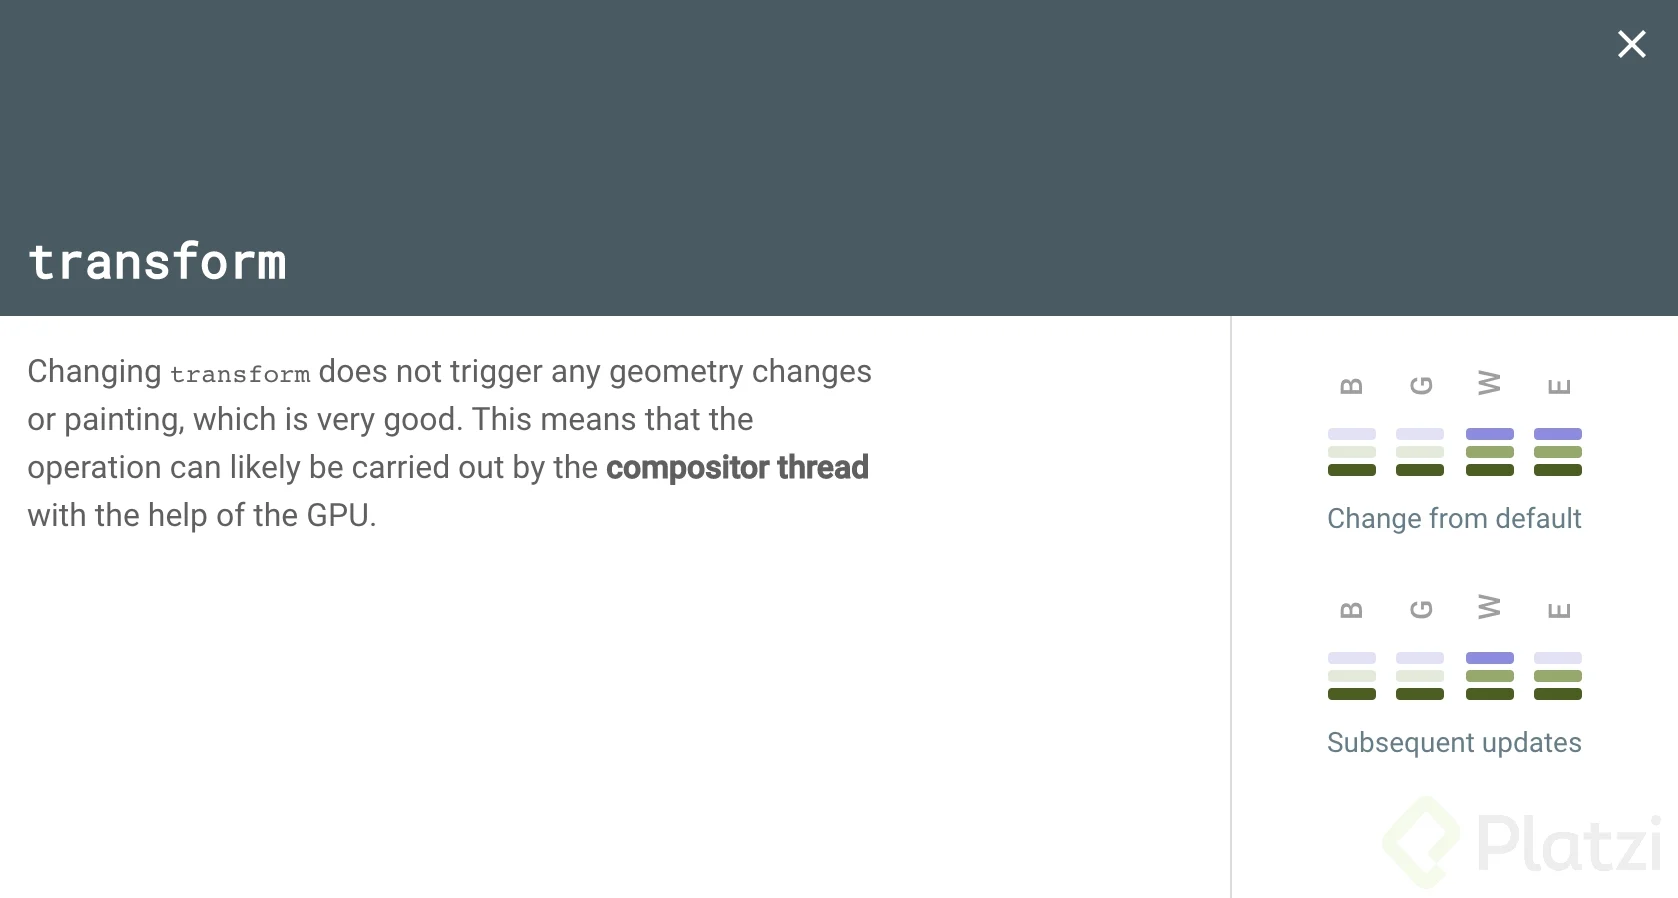 transform
Changing transform does not trigger any geometry changes
or painting, which is very good. This means that the
operation can likely be carried out by the compositor thread
with the help of the GPU.
B G W E
Change from default
B G W E
Subsequent updates
Platzi